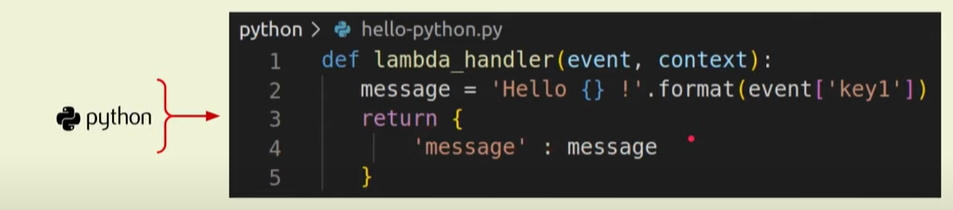 python > hello-python.py
1 def lambda_handler(event, context):
2 message = 'Hello {} !'.format(event['key1'])
3 return {
4 'message' : message
5 }
python